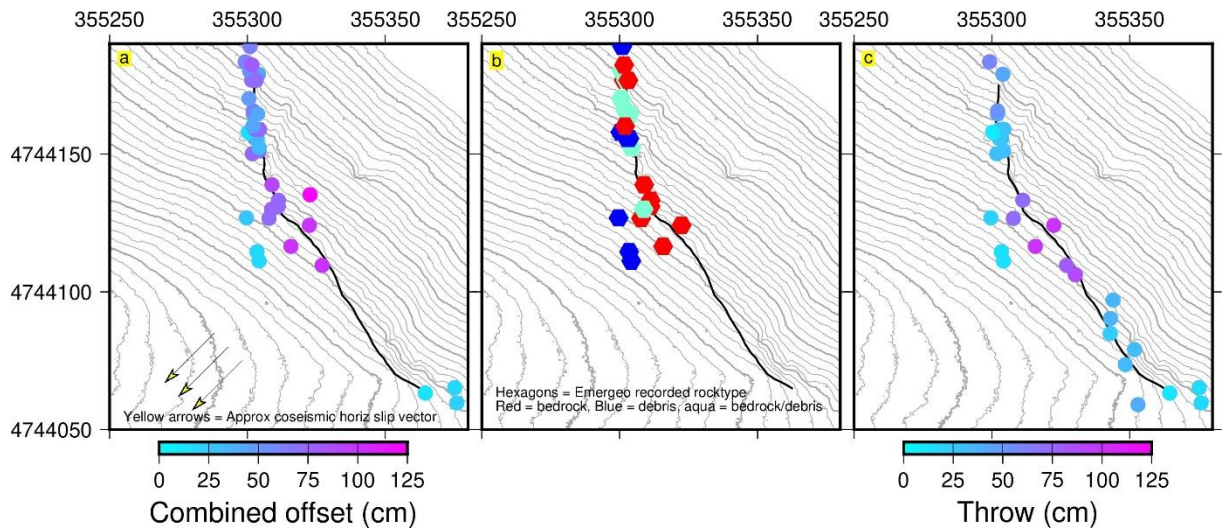 355250 355300 355350 355250 355300 355350 355250 355300 355350
a b c
4744150
4744100
4744050
Yellow arrows = Approx coseismic horiz slip vector
Hexagons = Emergeo recorded rocktype
Red = bedrock, Blue = debris, aqua = bedrock/debris
0 25 50 75 100 125
Combined offset (cm)
0 25 50 75 100 125
Throw (cm)